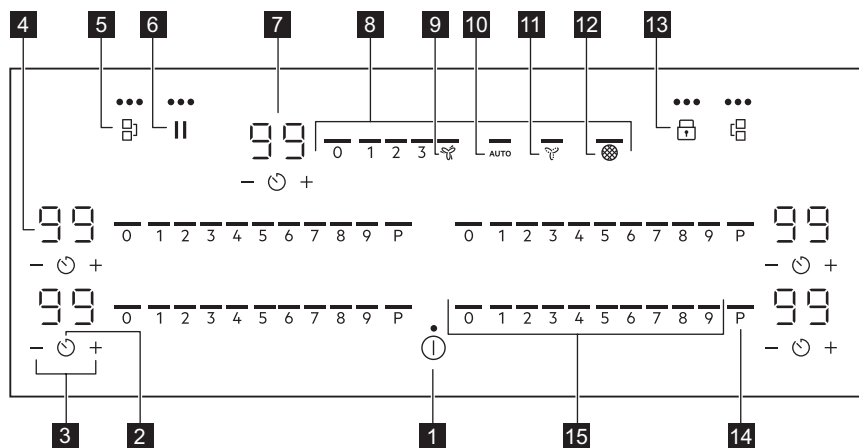 4 5 6 7 8 9 10 11 12 13
99 0 1 2 3 AUTO
− +
99 0 1 2 3 4 5 6 7 8 9 P 0 1 2 3 4 5 6 7 8 9 P 99
− + − +
99 0 1 2 3 4 5 6 7 8 9 P 0 1 2 3 4 5 6 7 8 9 P 99
− + − +
3 2 1 15 14